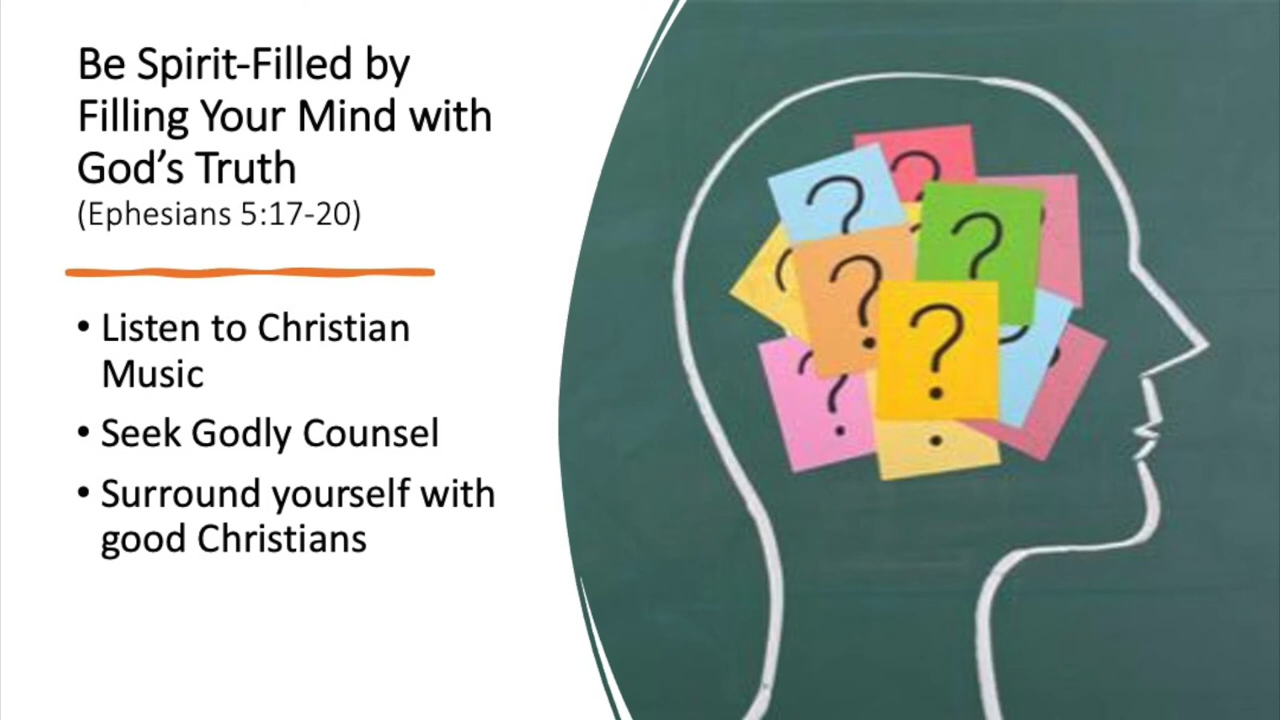 Be Spirit-Filled by
Filling Your Mind with
God's Truth
(Ephesians 5:17-20)
• Listen to Christian
Music
• Seek Godly Counsel
• Surround yourself with
good Christians
?
?
?
?
?
?
?
?